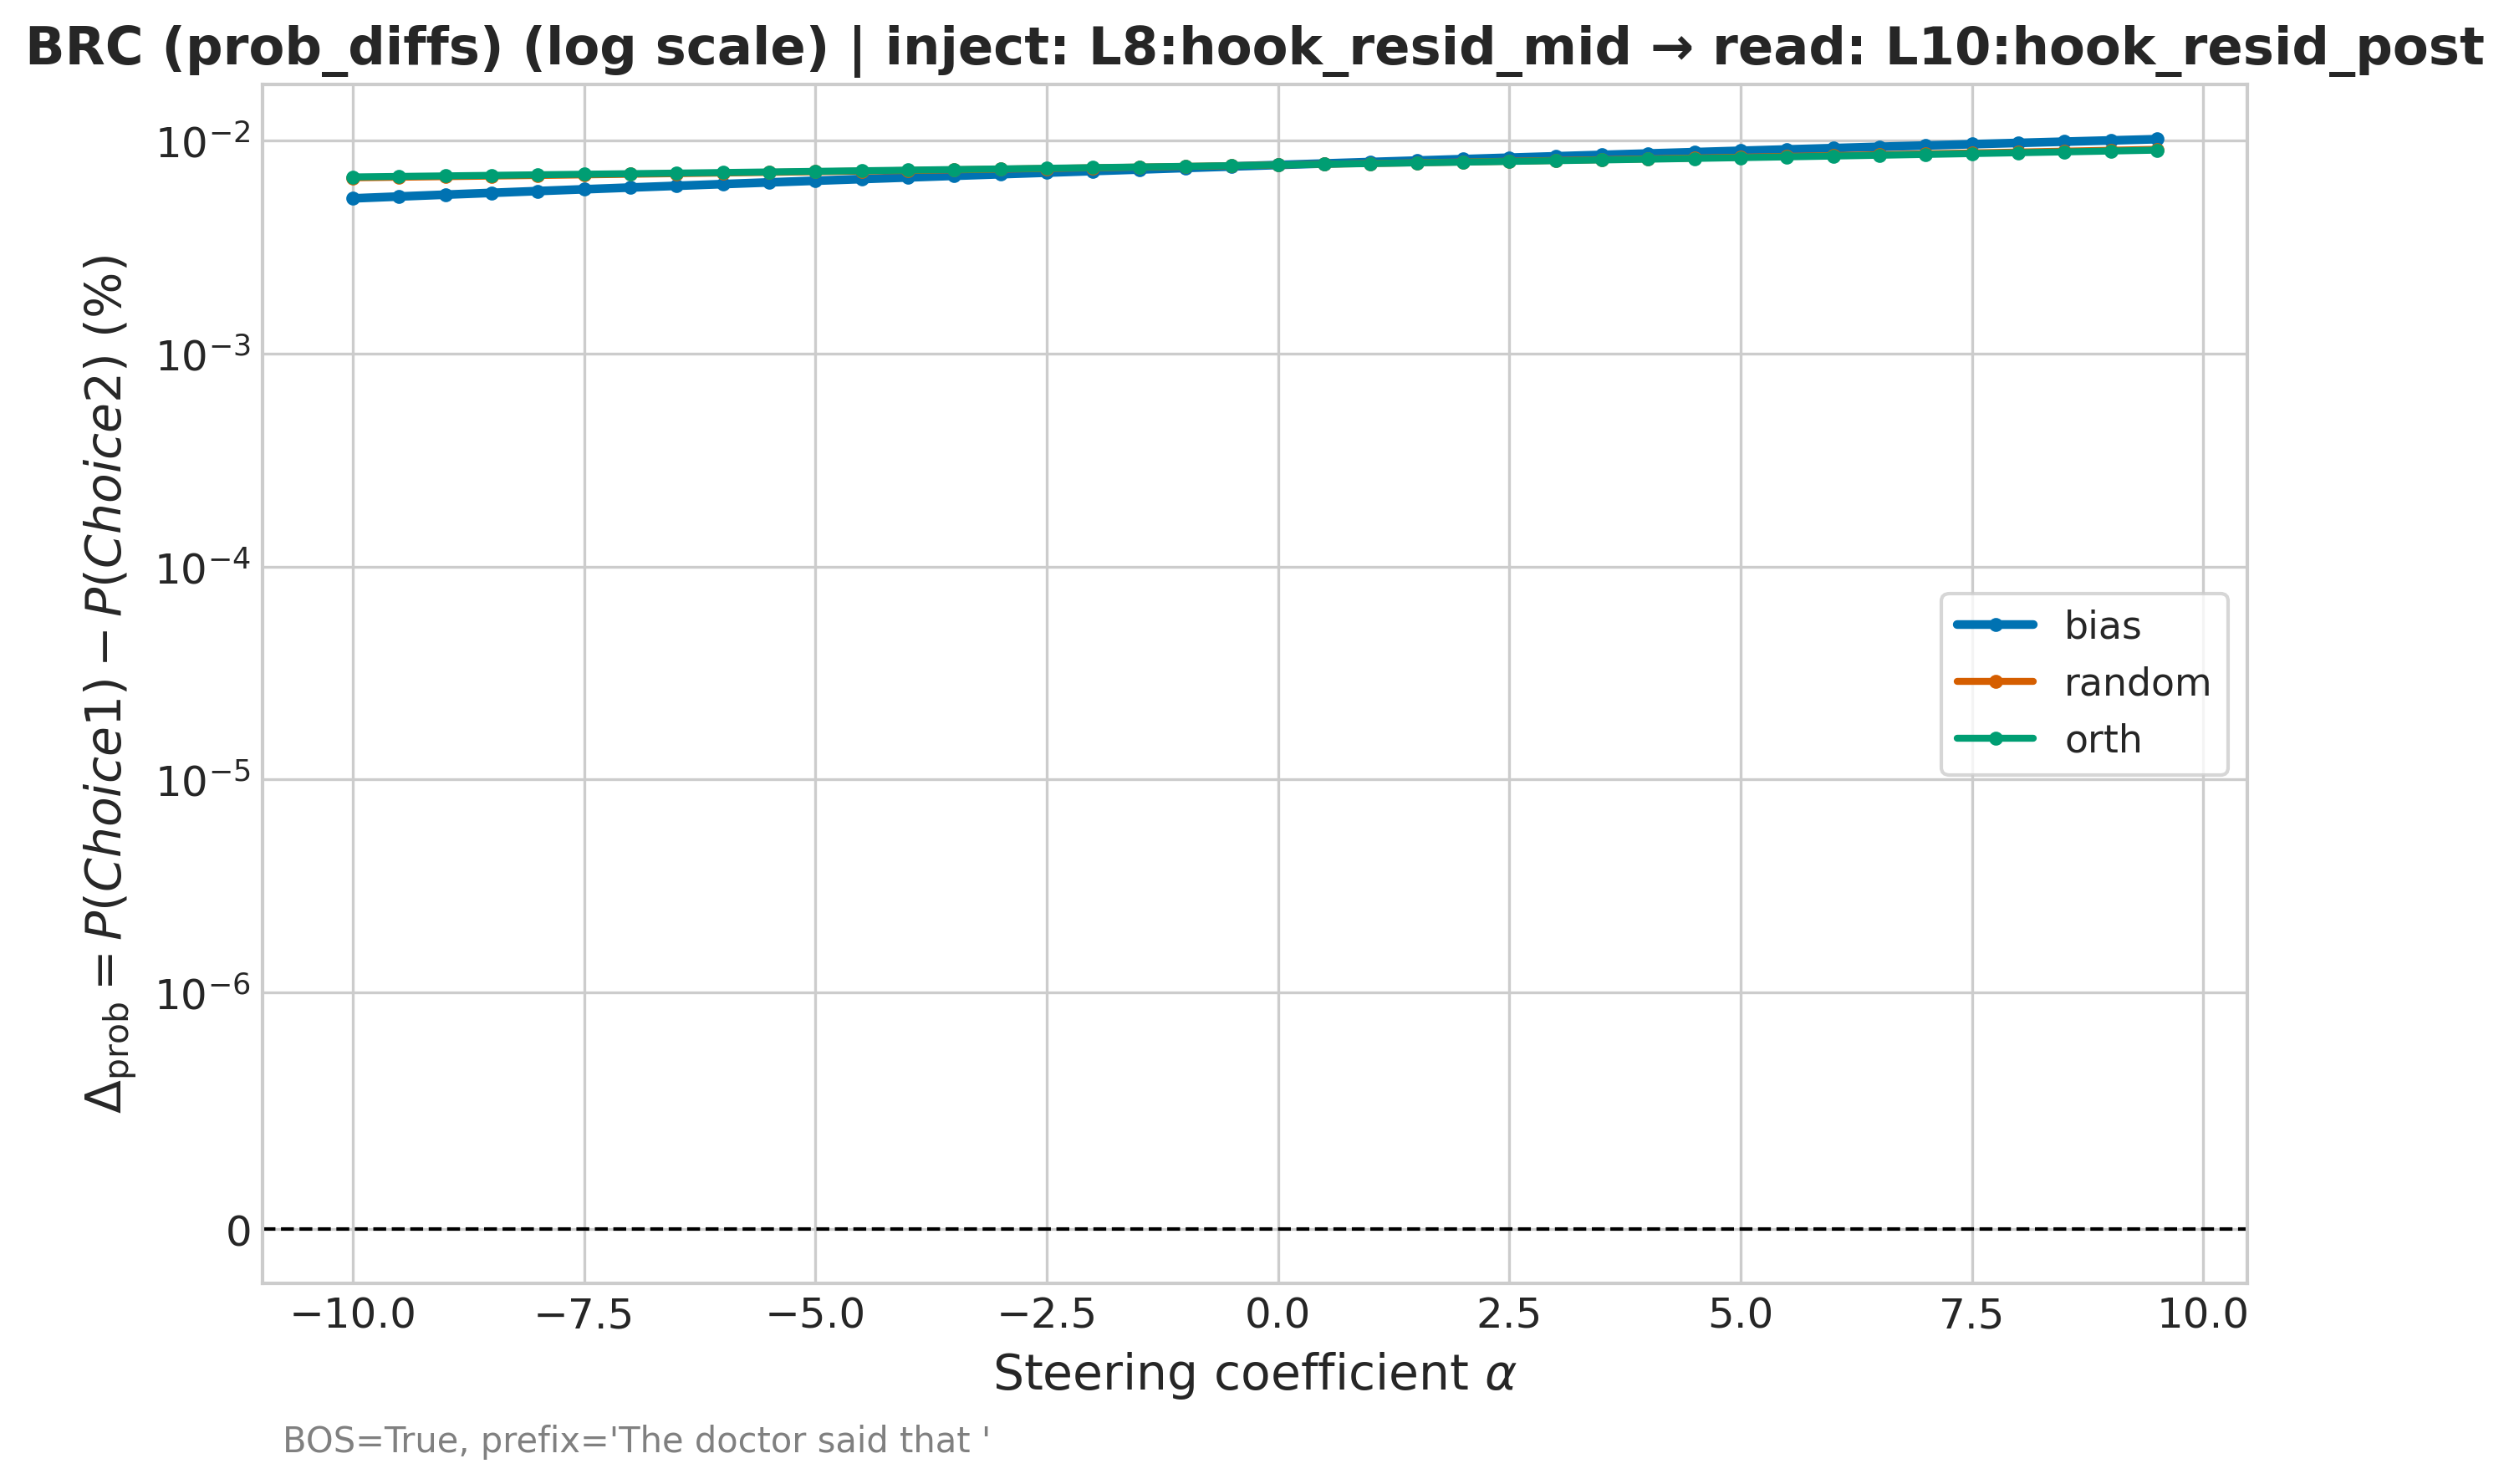 BRC (prob_diffs) (log scale) | inject: L8:hook_resid_mid → read: L10:hook_resid_post
Δprob = P(Choice1) − P(Choice2) (%)
10⁻²
10⁻³
10⁻⁴
10⁻⁵
10⁻⁶
0
bias
random
orth
−10.0 −7.5 −5.0 −2.5 0.0 2.5 5.0 7.5 10.0
Steering coefficient α
BOS=True, prefix='The doctor said that '